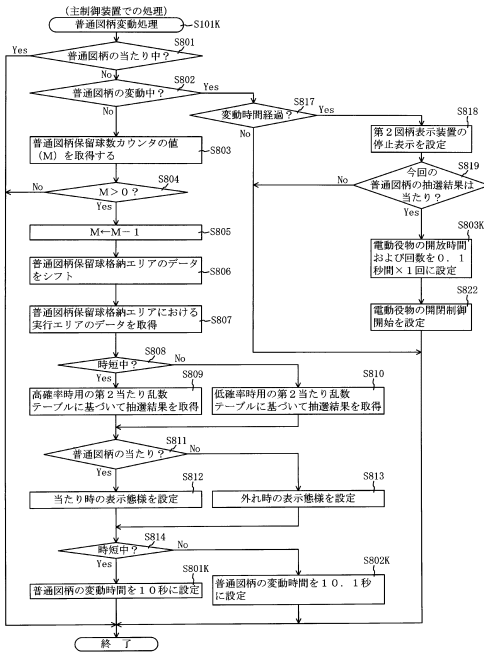 (主制御装置での処理)
普通図柄変動処理
S101K
S801
Yes
普通図柄の当たり中?
No
S802
普通図柄の変動中?
Yes
No
S817
変動時間経過?
Yes
No
S818
第2図柄表示装置の
停止表示を設定
普通図柄保留球数カウンタの値
(M)を取得する
S803
S804
No
M>0?
Yes
S819
今回の
普通図柄の抽選結果は
当たり?
No
Yes
M←M-1
S805
S803K
電動役物の開放時間
および回数を0.1
秒間×1回に設定
普通図柄保留球格納エリアのデータ
をシフト
S806
普通図柄保留球格納エリアにおける
実行エリアのデータを取得
S807
S822
電動役物の開閉制御
開始を設定
S808
時短中?
No
Yes
S809
高確率時用の第2当たり乱数
テーブルに基づいて抽選結果を取得
S810
低確率時用の第2当たり乱数
テーブルに基づいて抽選結果を取得
S811
普通図柄の当たり?
No
Yes
S812
当たり時の表示態様を設定
S813
外れ時の表示態様を設定
S814
時短中?
No
Yes
S801K
普通図柄の変動時間を10秒に設定
S802K
普通図柄の変動時間を10.1秒
に設定
終了